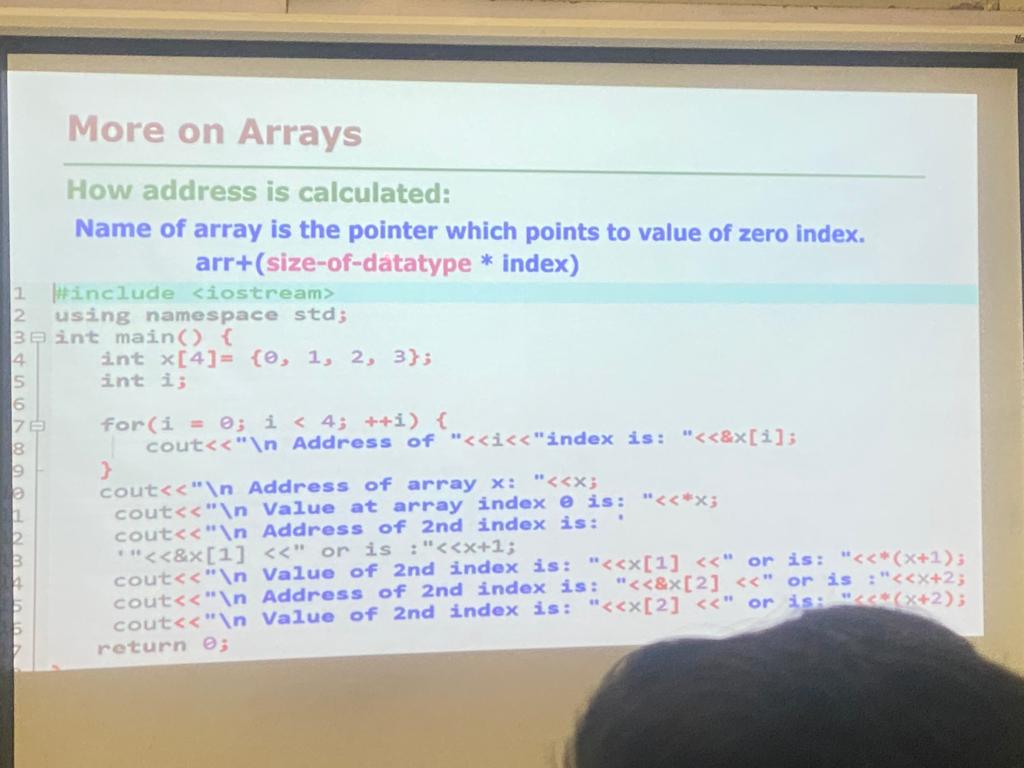 More on Arrays
How address is calculated:
Name of array is the pointer which points to value of zero index.
arr+(size-of-datatype * index)
1 #include <iostream>
2 using namespace std;
3 int main() {
4 int x[4]= {0, 1, 2, 3};
5 int i;
6
7 for(i = 0; i < 4; ++i) {
8 cout<<"\n Address of "<<i<<"index is: "<<&x[i];
9 }
0 cout<<"\n Address of array x: "<<x;
1 cout<<"\n Value at array index 0 is: "<<*x;
2 cout<<"\n Address of 2nd index is: '
3 '"<<&x[1] <<" or is :"<<x+1;
4 cout<<"\n Value of 2nd index is: "<<x[1] <<" or is: "<<*(x+1);
5 cout<<"\n Address of 2nd index is: "<<&x[2] <<" or is :"<<x+2;
6 cout<<"\n Value of 2nd index is: "<<x[2] <<" or is: "<<*(x+2);
7 return 0;